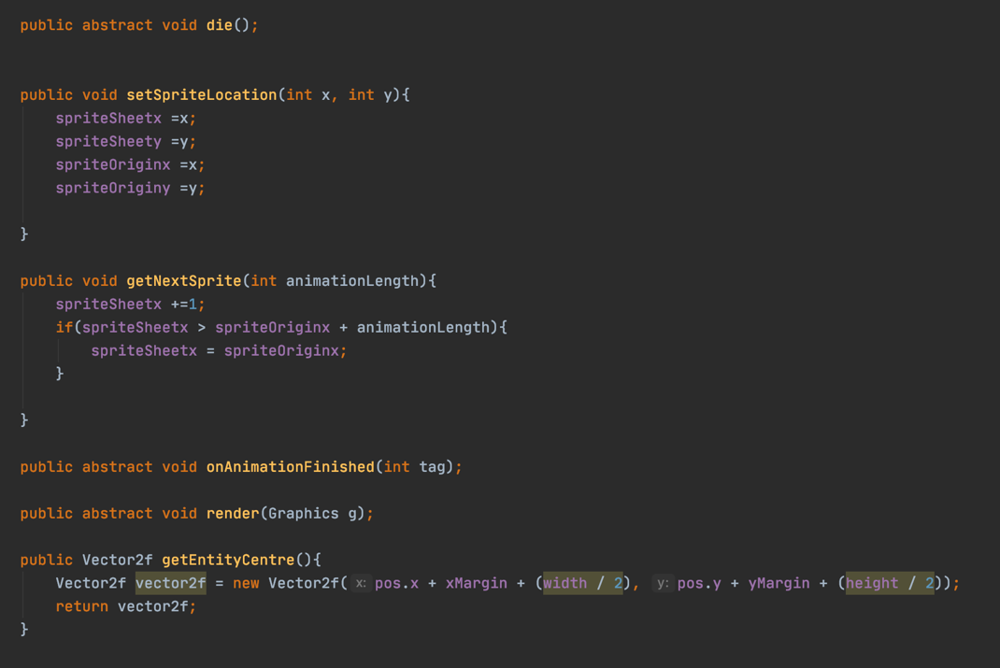 public abstract void die();
public void setSpriteLocation(int x, int y){
spriteSheetx =x;
spriteSheety =y;
spriteOriginx =x;
spriteOriginy =y;
}
public void getNextSprite(int animationLength){
spriteSheetx +=1;
if(spriteSheetx > spriteOriginx + animationLength){
spriteSheetx = spriteOriginx;
}
}
public abstract void onAnimationFinished(int tag);
public abstract void render(Graphics g);
public Vector2f getEntityCentre(){
Vector2f vector2f = new Vector2f( x: pos.x + xMargin + (width / 2), y: pos.y + yMargin + (height / 2));
return vector2f;
}